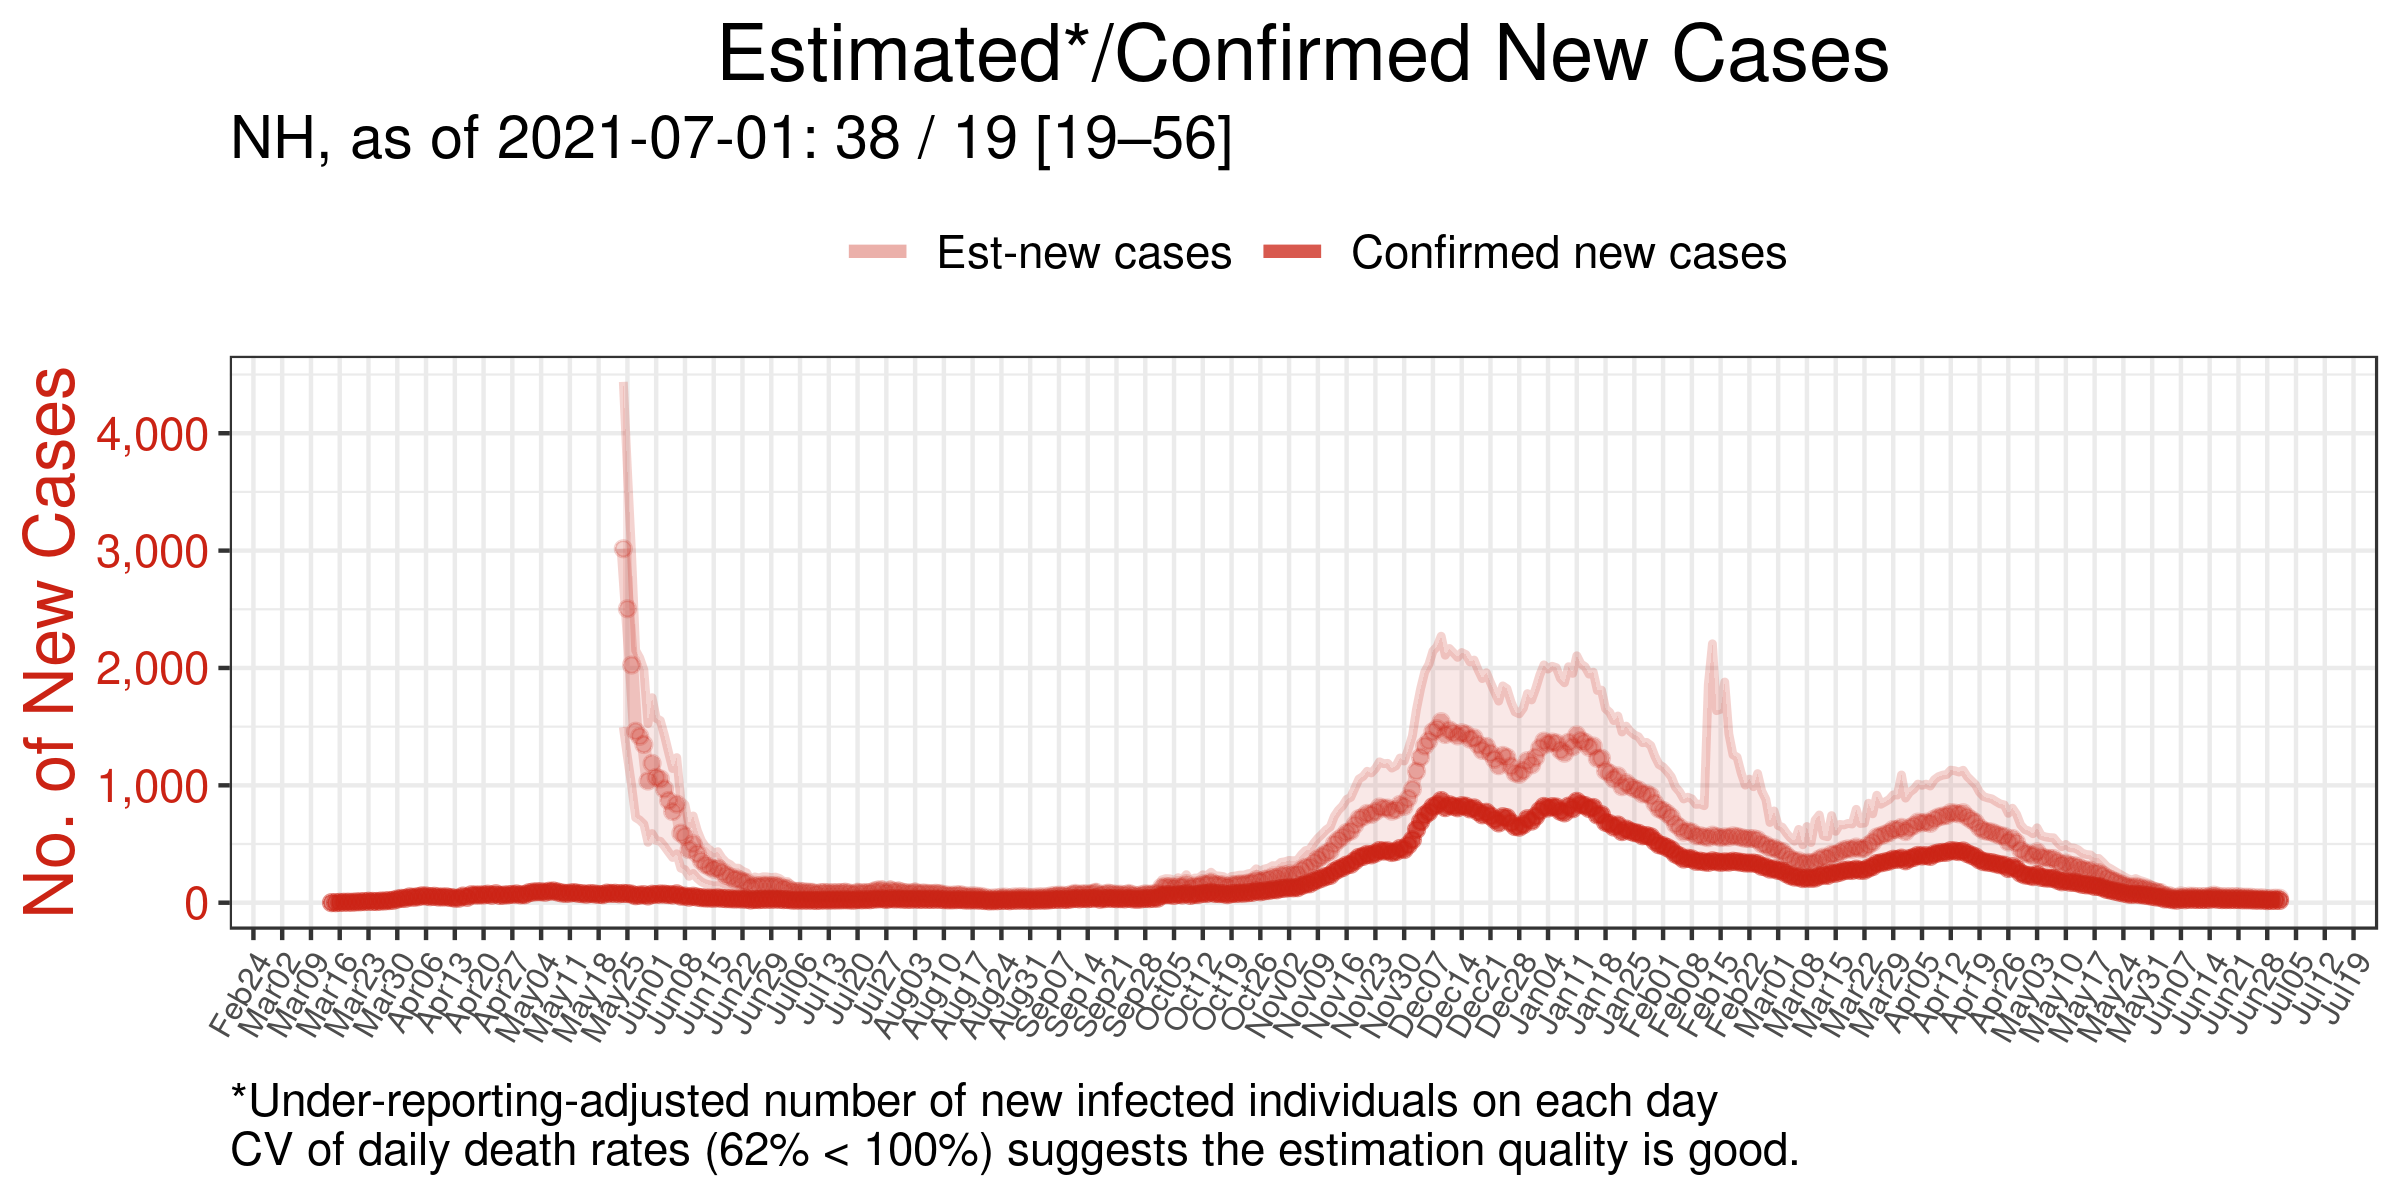 Estimated*/Confirmed New Cases
NH, as of 2021-07-01: 38 / 19 [19–56]
Est-new cases Confirmed new cases
No. of New Cases
4,000
3,000
2,000
1,000
0
Feb24 Mar02 Mar09 Mar16 Mar23 Mar30 Apr06 Apr13 Apr20 Apr27 May04 May11 May18 May25 Jun01 Jun08 Jun15 Jun22 Jun29 Jul06 Jul13 Jul20 Jul27 Aug03 Aug10 Aug17 Aug24 Aug31 Sep07 Sep14 Sep21 Sep28 Oct05 Oct12 Oct19 Oct26 Nov02 Nov09 Nov16 Nov23 Nov30 Dec07 Dec14 Dec21 Dec28 Jan04 Jan11 Jan18 Jan25 Feb01 Feb08 Feb15 Feb22 Mar01 Mar08 Mar15 Mar22 Mar29 Apr05 Apr12 Apr19 Apr26 May03 May10 May17 May24 May31 Jun07 Jun14 Jun21 Jun28 Jul05 Jul12 Jul19
*Under-reporting-adjusted number of new infected individuals on each day
CV of daily death rates (62% < 100%) suggests the estimation quality is good.